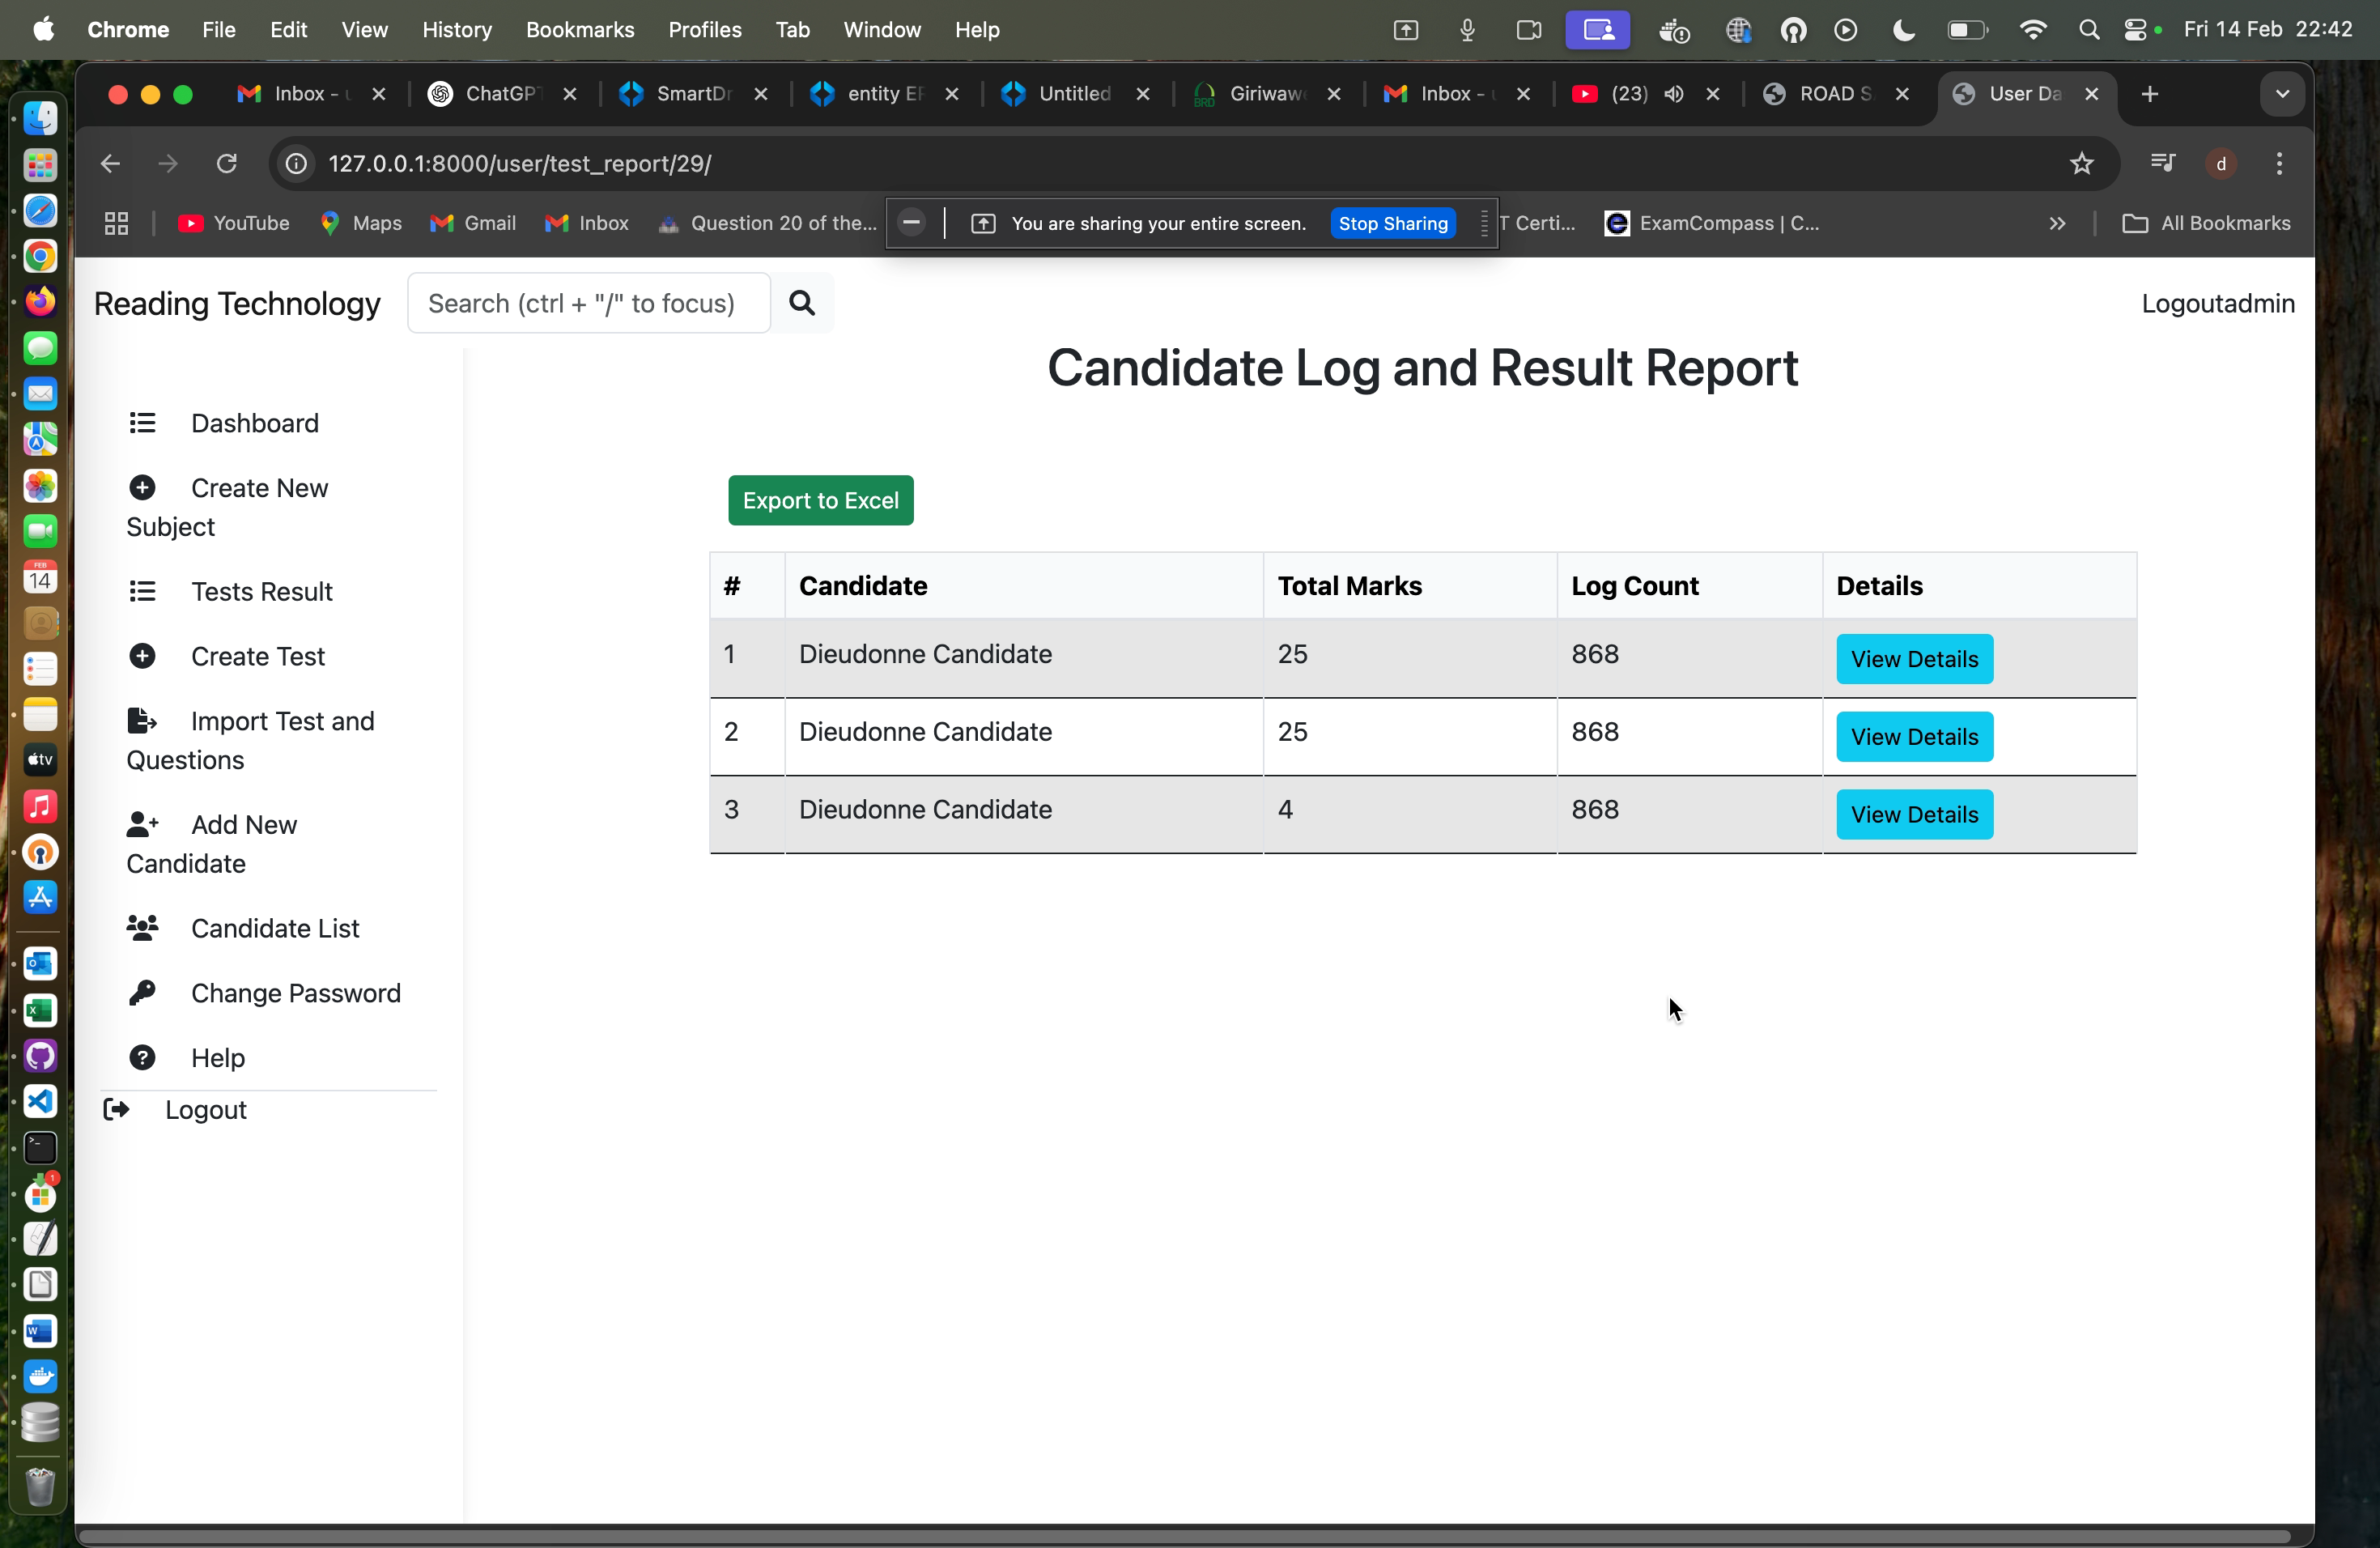 Chrome File Edit View History Bookmarks Profiles Tab Window Help Fri 14 Feb 22:42
Inbox - ChatGP SmartDr entity Untitled Giriwaw Inbox - (23) ROAD S User Da
127.0.0.1:8000/user/test_report/29/ d
YouTube Maps Gmail Inbox Question 20 of the... You are sharing your entire screen. Stop Sharing T Certi... ExamCompass | C... All Bookmarks
Reading Technology Search (ctrl + "/" to focus) Logoutadmin
Candidate Log and Result Report
Dashboard
Create New
Subject
Tests Result
Create Test
Import Test and
Questions
Add New
Candidate
Candidate List
Change Password
Help
Logout
Export to Excel
# Candidate Total Marks Log Count Details
1 Dieudonne Candidate 25 868 View Details
2 Dieudonne Candidate 25 868 View Details
3 Dieudonne Candidate 4 868 View Details
FEB
14
tv
1